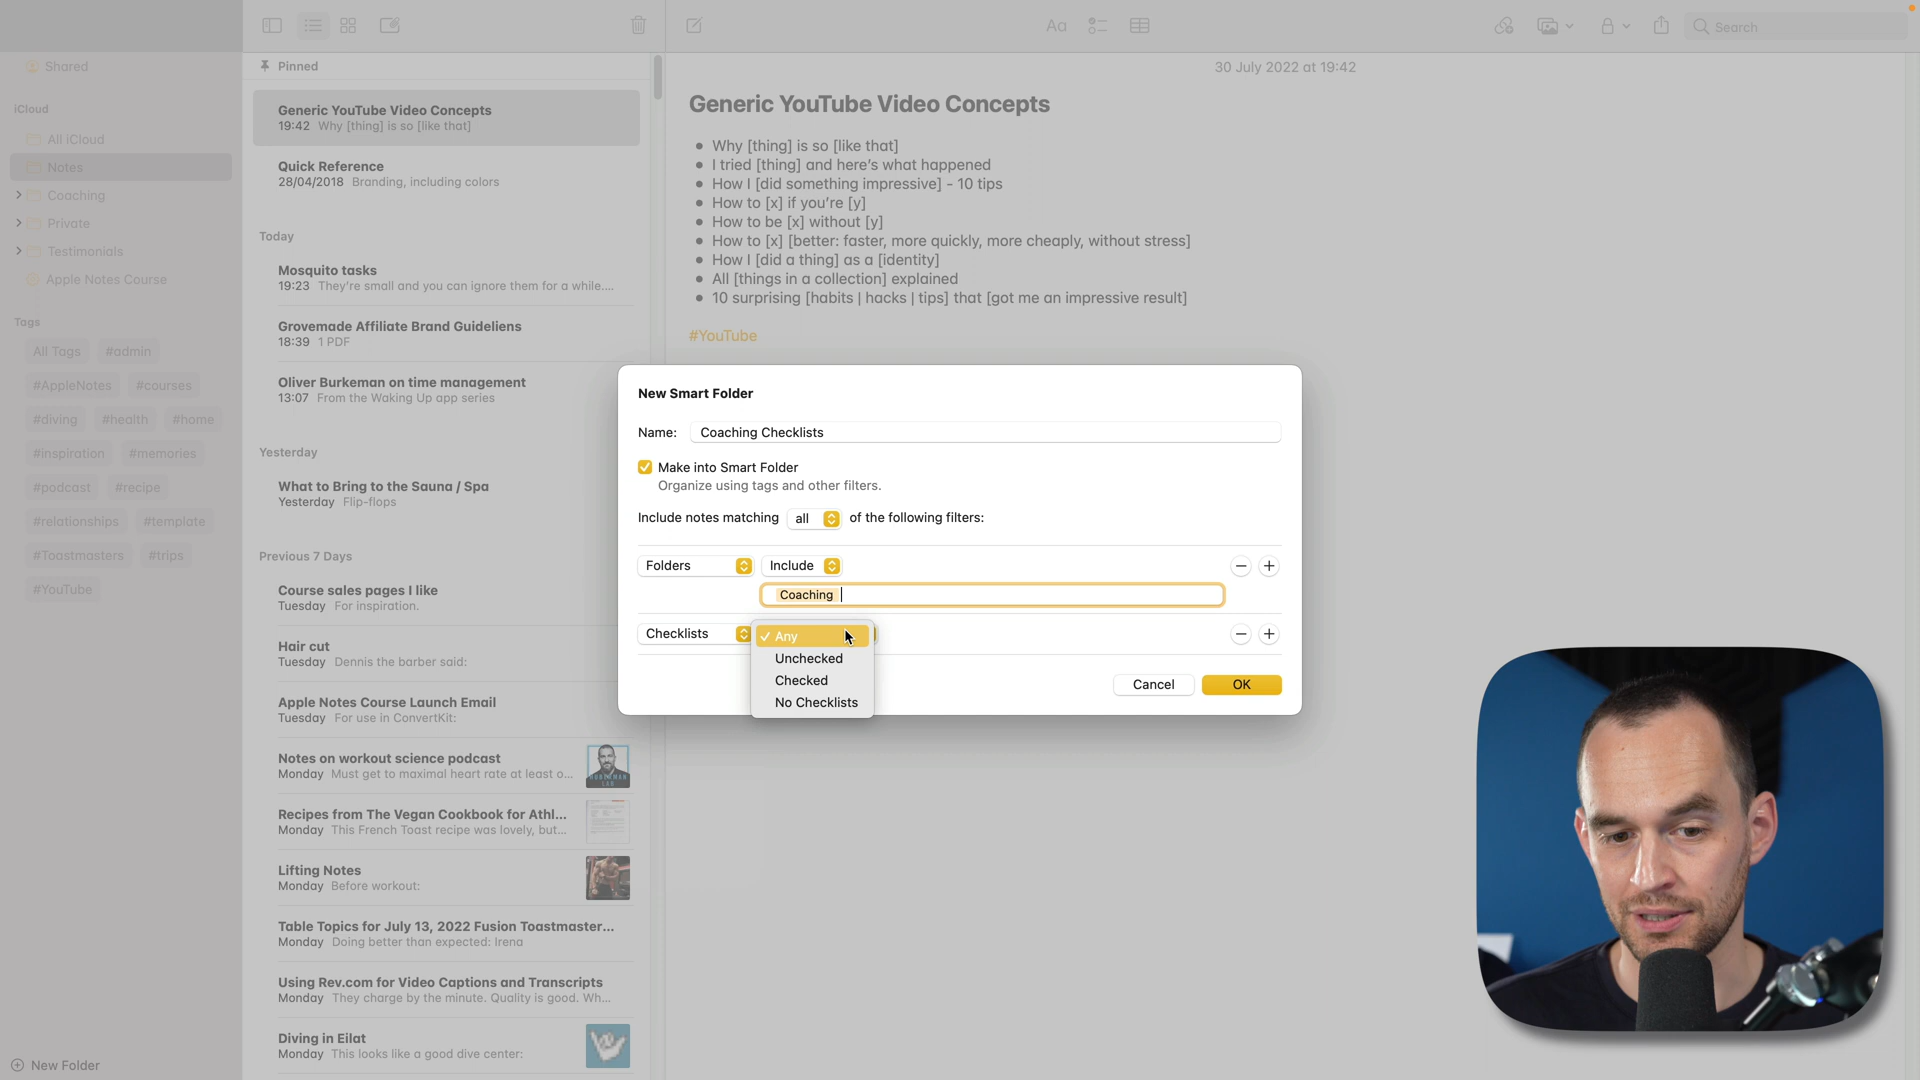 Shared
iCloud
All iCloud
Notes
Coaching
Private
Testimonials
Apple Notes Course
Tags
All Tags #admin
#AppleNotes #courses
#diving #health #home
#inspiration #memories
#podcast #recipe
#relationships #template
#Toastmasters #trips
#YouTube
New Folder
Pinned
Generic YouTube Video Concepts
19:42 Why [thing] is so [like that]
Quick Reference
28/04/2018 Branding, including colors
Today
Mosquito tasks
19:23 They're small and you can ignore them for a while....
Grovemade Affiliate Brand Guideliens
18:39 1 PDF
Oliver Burkeman on time management
13:07 From the Waking Up app series
Yesterday
What to Bring to the Sauna / Spa
Yesterday Flip-flops
Previous 7 Days
Course sales pages I like
Tuesday For inspiration.
Hair cut
Tuesday Dennis the barber said:
Apple Notes Course Launch Email
Tuesday For use in ConvertKit:
Notes on workout science podcast
Monday Must get to maximal heart rate at least o...
Recipes from The Vegan Cookbook for Athl...
Monday This French Toast recipe was lovely, but...
Lifting Notes
Monday Before workout:
Table Topics for July 13, 2022 Fusion Toastmaster...
Monday Doing better than expected: Irena
Using Rev.com for Video Captions and Transcripts
Monday They charge by the minute. Quality is good. Wh...
Diving in Eilat
Monday This looks like a good dive center:
Aa
Search
30 July 2022 at 19:42
Generic YouTube Video Concepts
• Why [thing] is so [like that]
• I tried [thing] and here's what happened
• How I [did something impressive] - 10 tips
• How to [x] if you're [y]
• How to be [x] without [y]
• How to [x] [better: faster, more quickly, more cheaply, without stress]
• How I [did a thing] as a [identity]
• All [things in a collection] explained
• 10 surprising [habits | hacks | tips] that [got me an impressive result]
#YouTube
New Smart Folder
Name: Coaching Checklists
Make into Smart Folder
Organize using tags and other filters.
Include notes matching all of the following filters:
Folders Include
Coaching
Checklists
✓ Any
Unchecked
Checked
No Checklists
Cancel OK